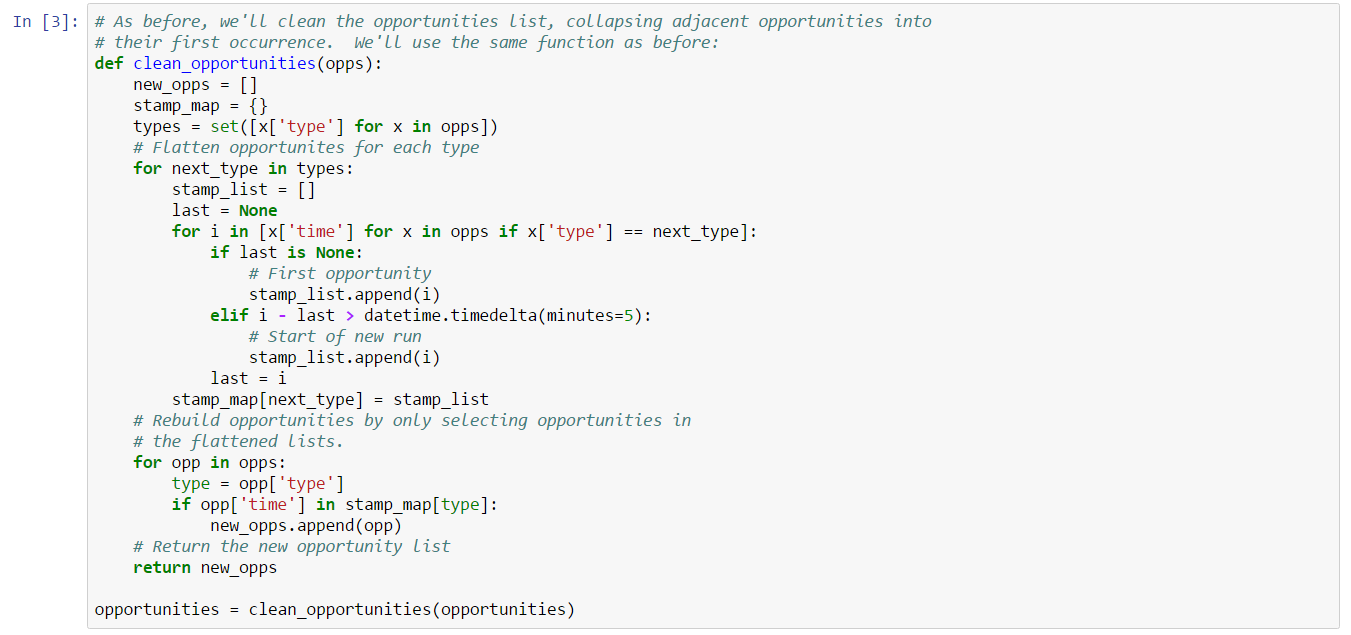 In [3]: # As before, we'll clean the opportunities list, collapsing adjacent opportunities into
# their first occurrence.  We'll use the same function as before:
def clean_opportunities(opps):
    new_opps = []
    stamp_map = {}
    types = set([x['type'] for x in opps])
    # Flatten opportunites for each type
    for next_type in types:
        stamp_list = []
        last = None
        for i in [x['time'] for x in opps if x['type'] == next_type]:
            if last is None:
                # First opportunity
                stamp_list.append(i)
            elif i - last > datetime.timedelta(minutes=5):
                # Start of new run
                stamp_list.append(i)
            last = i
        stamp_map[next_type] = stamp_list
    # Rebuild opportunities by only selecting opportunities in
    # the flattened lists.
    for opp in opps:
        type = opp['type']
        if opp['time'] in stamp_map[type]:
            new_opps.append(opp)
    # Return the new opportunity list
    return new_opps

opportunities = clean_opportunities(opportunities)